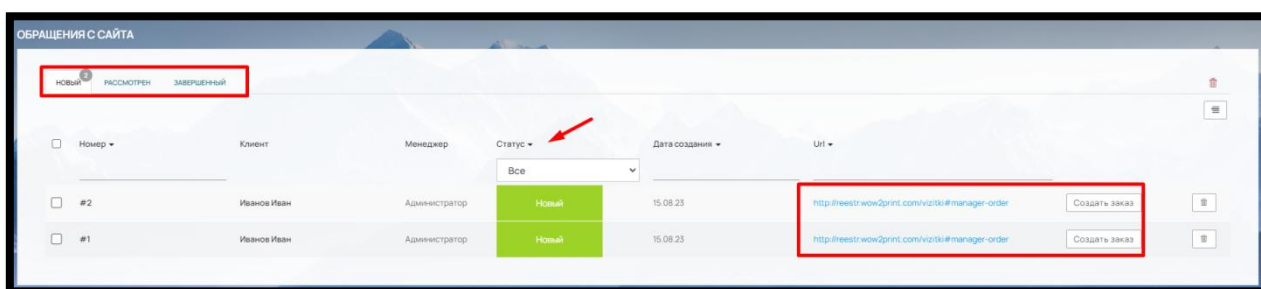 ОБРАЩЕНИЯ С САЙТА
НОВЫЙ 2 РАССМОТРЕН ЗАВЕРШЕННЫЙ
Номер Клиент Менеджер Статус Дата создания Url
Все
#2 Иванов Иван Администратор Новый 15.08.23 http://reestr.wow2print.com/vizitki#manager-order Создать заказ
#1 Иванов Иван Администратор Новый 15.08.23 http://reestr.wow2print.com/vizitki#manager-order Создать заказ